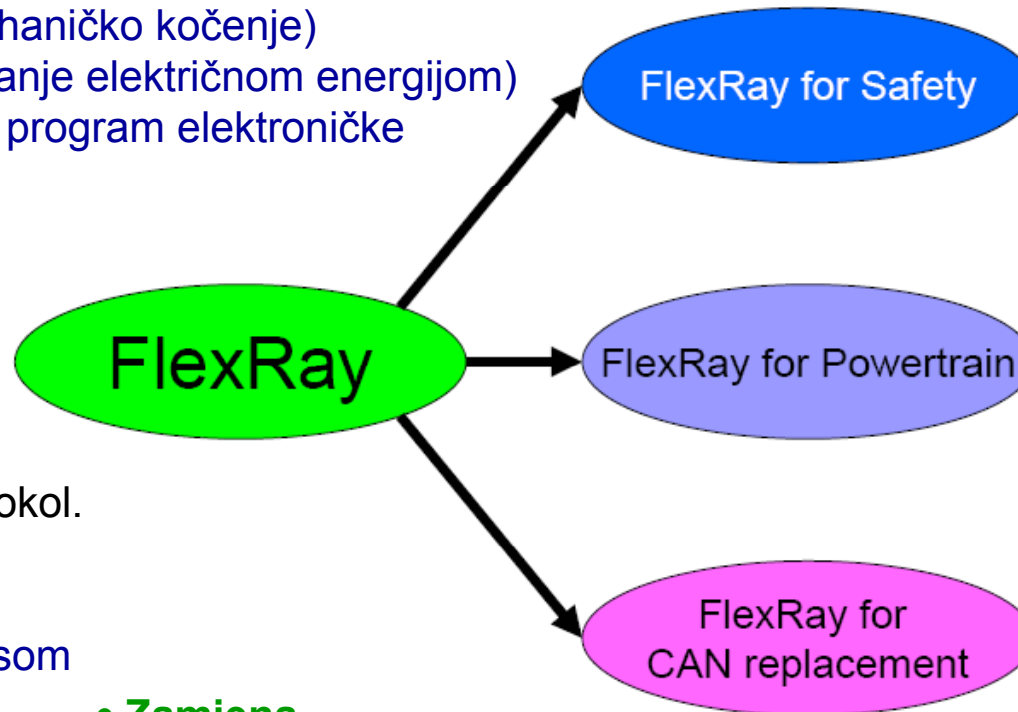 haničko kočenje)
anje električnom energijom)
program elektroničke
FlexRay for Safety
FlexRay
FlexRay for Powertrain
okol.
FlexRay for
CAN replacement
som
• Zamjena